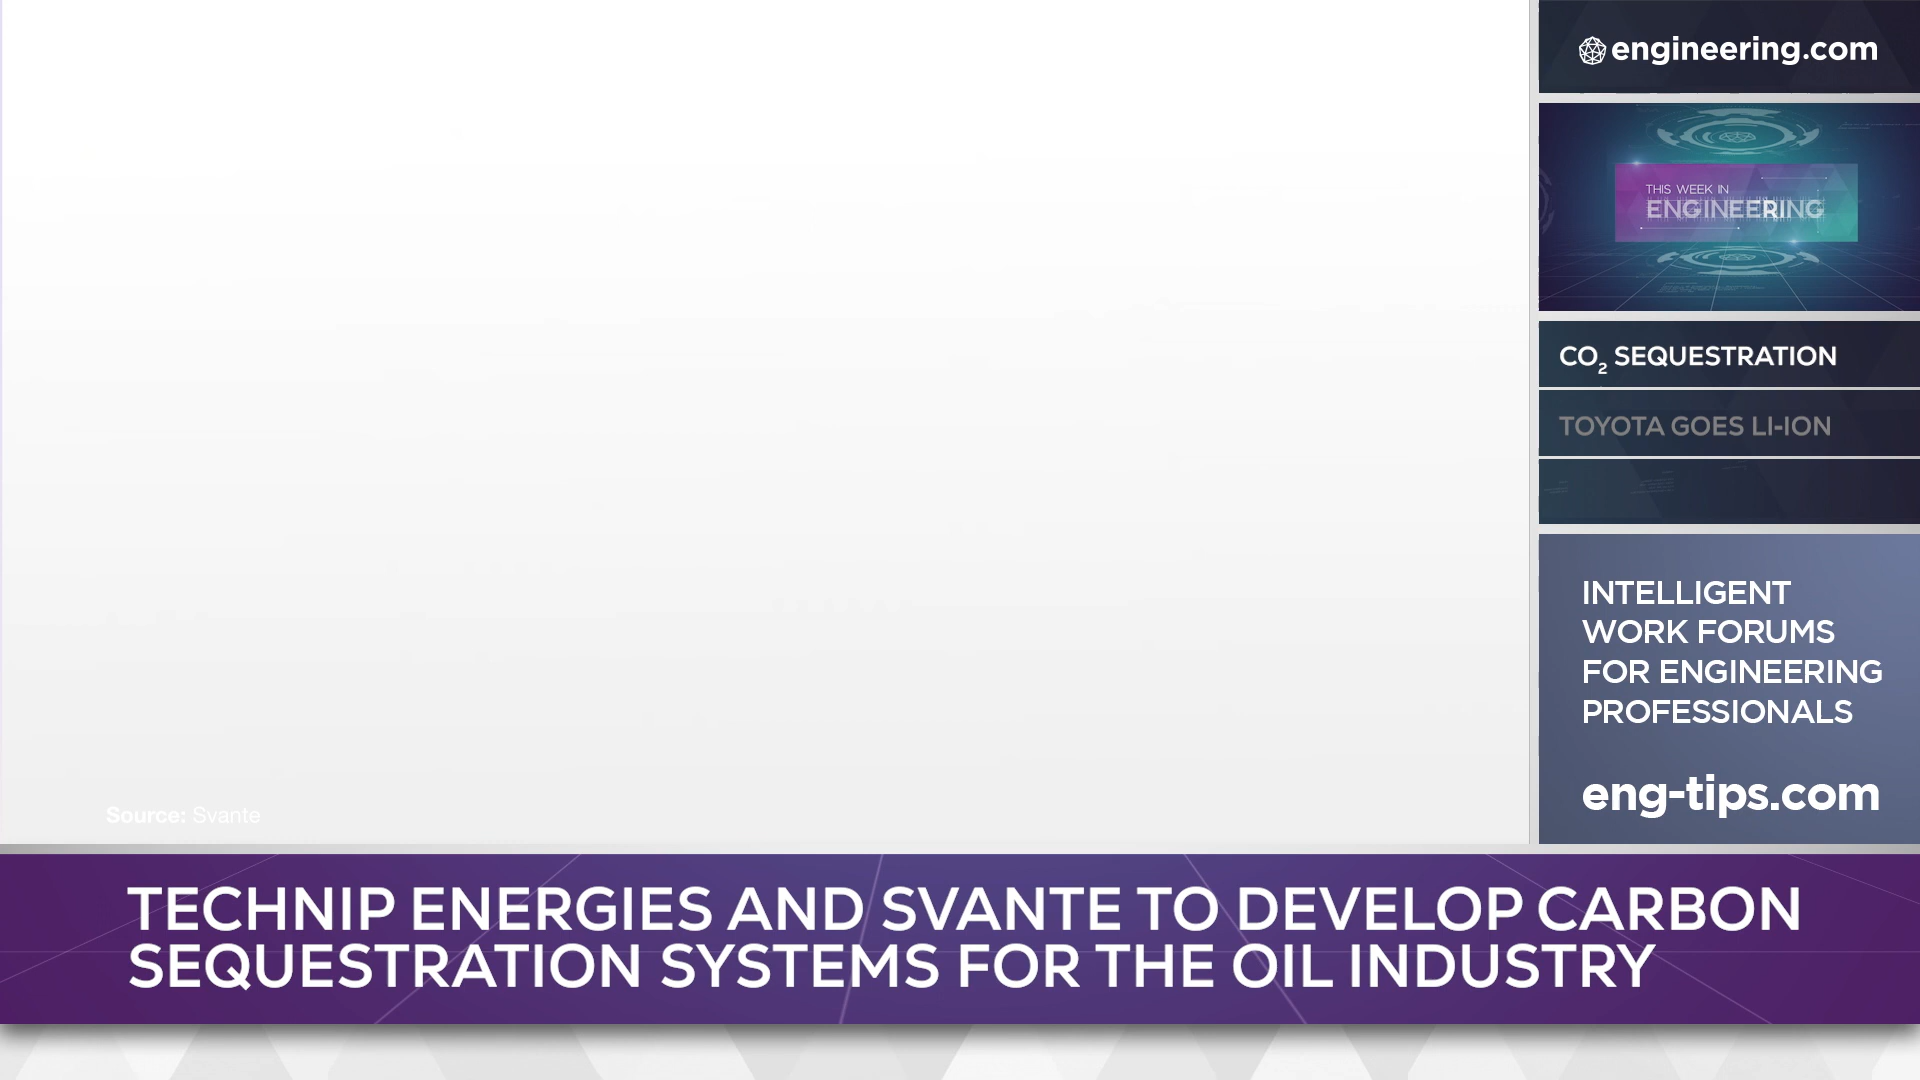 engineering.com
THIS WEEK IN
ENGINEERING
CO₂ SEQUESTRATION
TOYOTA GOES LI-ION
INTELLIGENT
WORK FORUMS
FOR ENGINEERING
PROFESSIONALS
eng-tips.com
Source: Svante
TECHNIP ENERGIES AND SVANTE TO DEVELOP CARBON
SEQUESTRATION SYSTEMS FOR THE OIL INDUSTRY